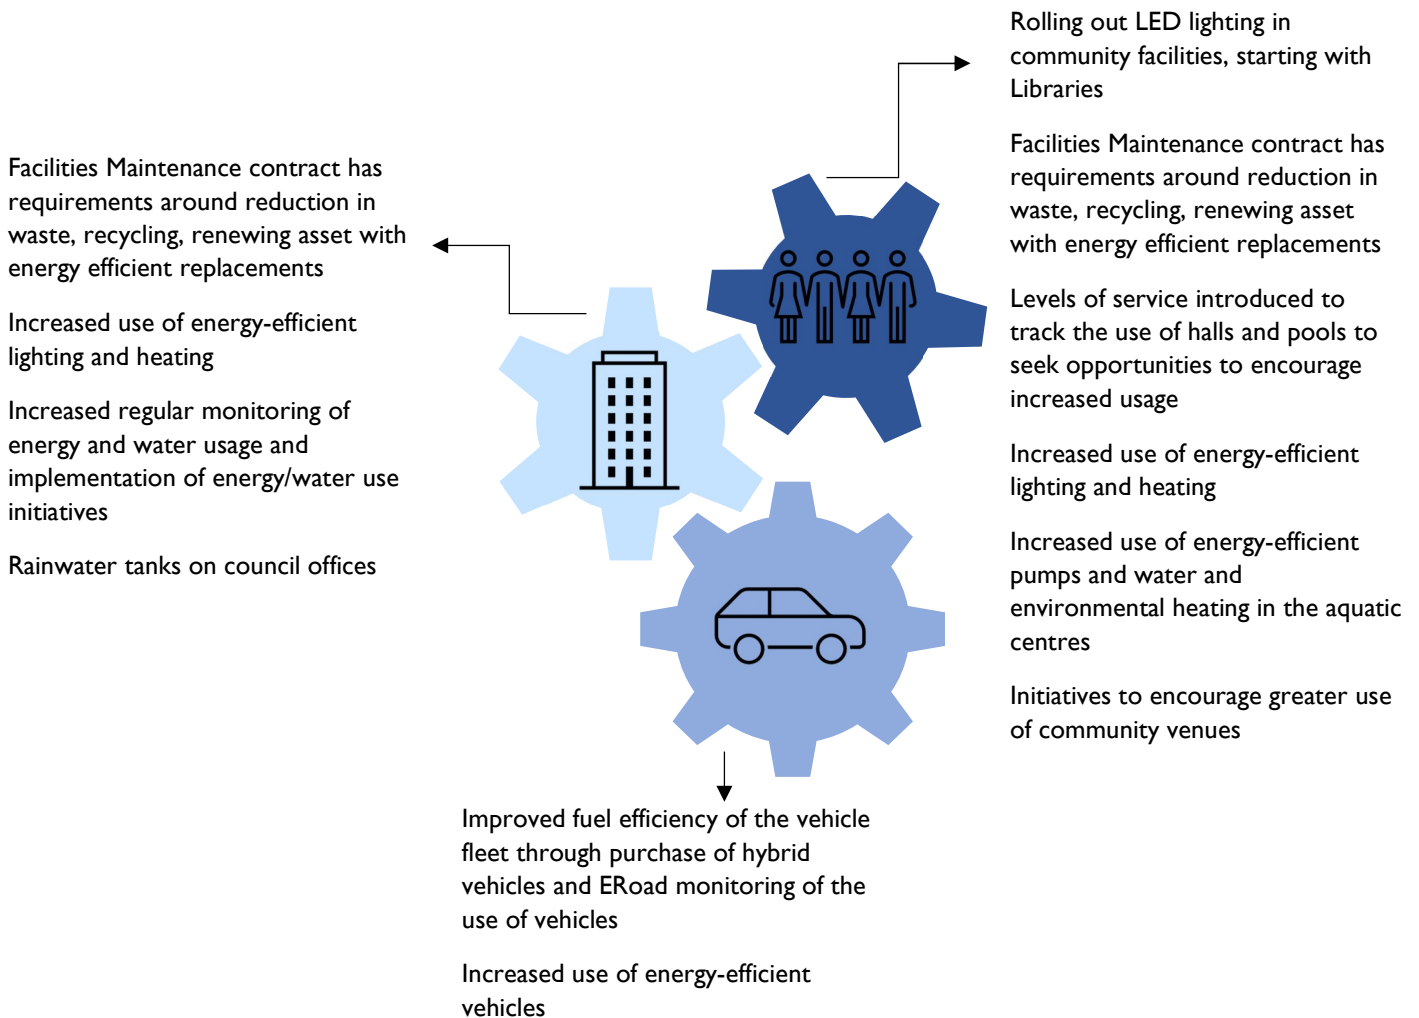 Rolling out LED lighting in
community facilities, starting with
Libraries
Facilities Maintenance contract has
requirements around reduction in
waste, recycling, renewing asset
with energy efficient replacements
Levels of service introduced to
track the use of halls and pools to
seek opportunities to encourage
increased usage
Increased use of energy-efficient
lighting and heating
Increased use of energy-efficient
pumps and water and
environmental heating in the aquatic
centres
Initiatives to encourage greater use
of community venues
Facilities Maintenance contract has
requirements around reduction in
waste, recycling, renewing asset with
energy efficient replacements
Increased use of energy-efficient
lighting and heating
Increased regular monitoring of
energy and water usage and
implementation of energy/water use
initiatives
Rainwater tanks on council offices
Improved fuel efficiency of the vehicle
fleet through purchase of hybrid
vehicles and ERoad monitoring of the
use of vehicles
Increased use of energy-efficient
vehicles